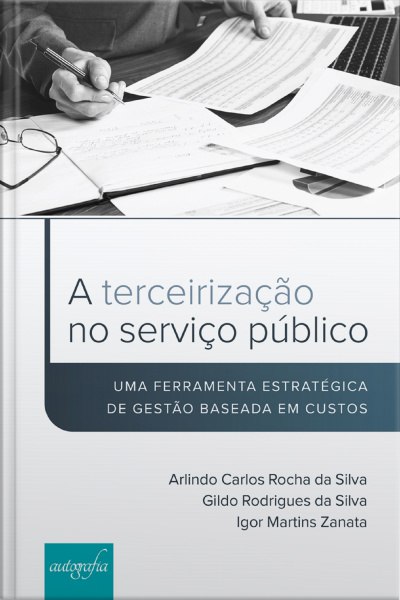 A terceirização
no serviço público
UMA FERRAMENTA ESTRATÉGICA
DE GESTÃO BASEADA EM CUSTOS
Arlindo Carlos Rocha da Silva
Gildo Rodrigues da Silva
Igor Martins Zanata
autografia